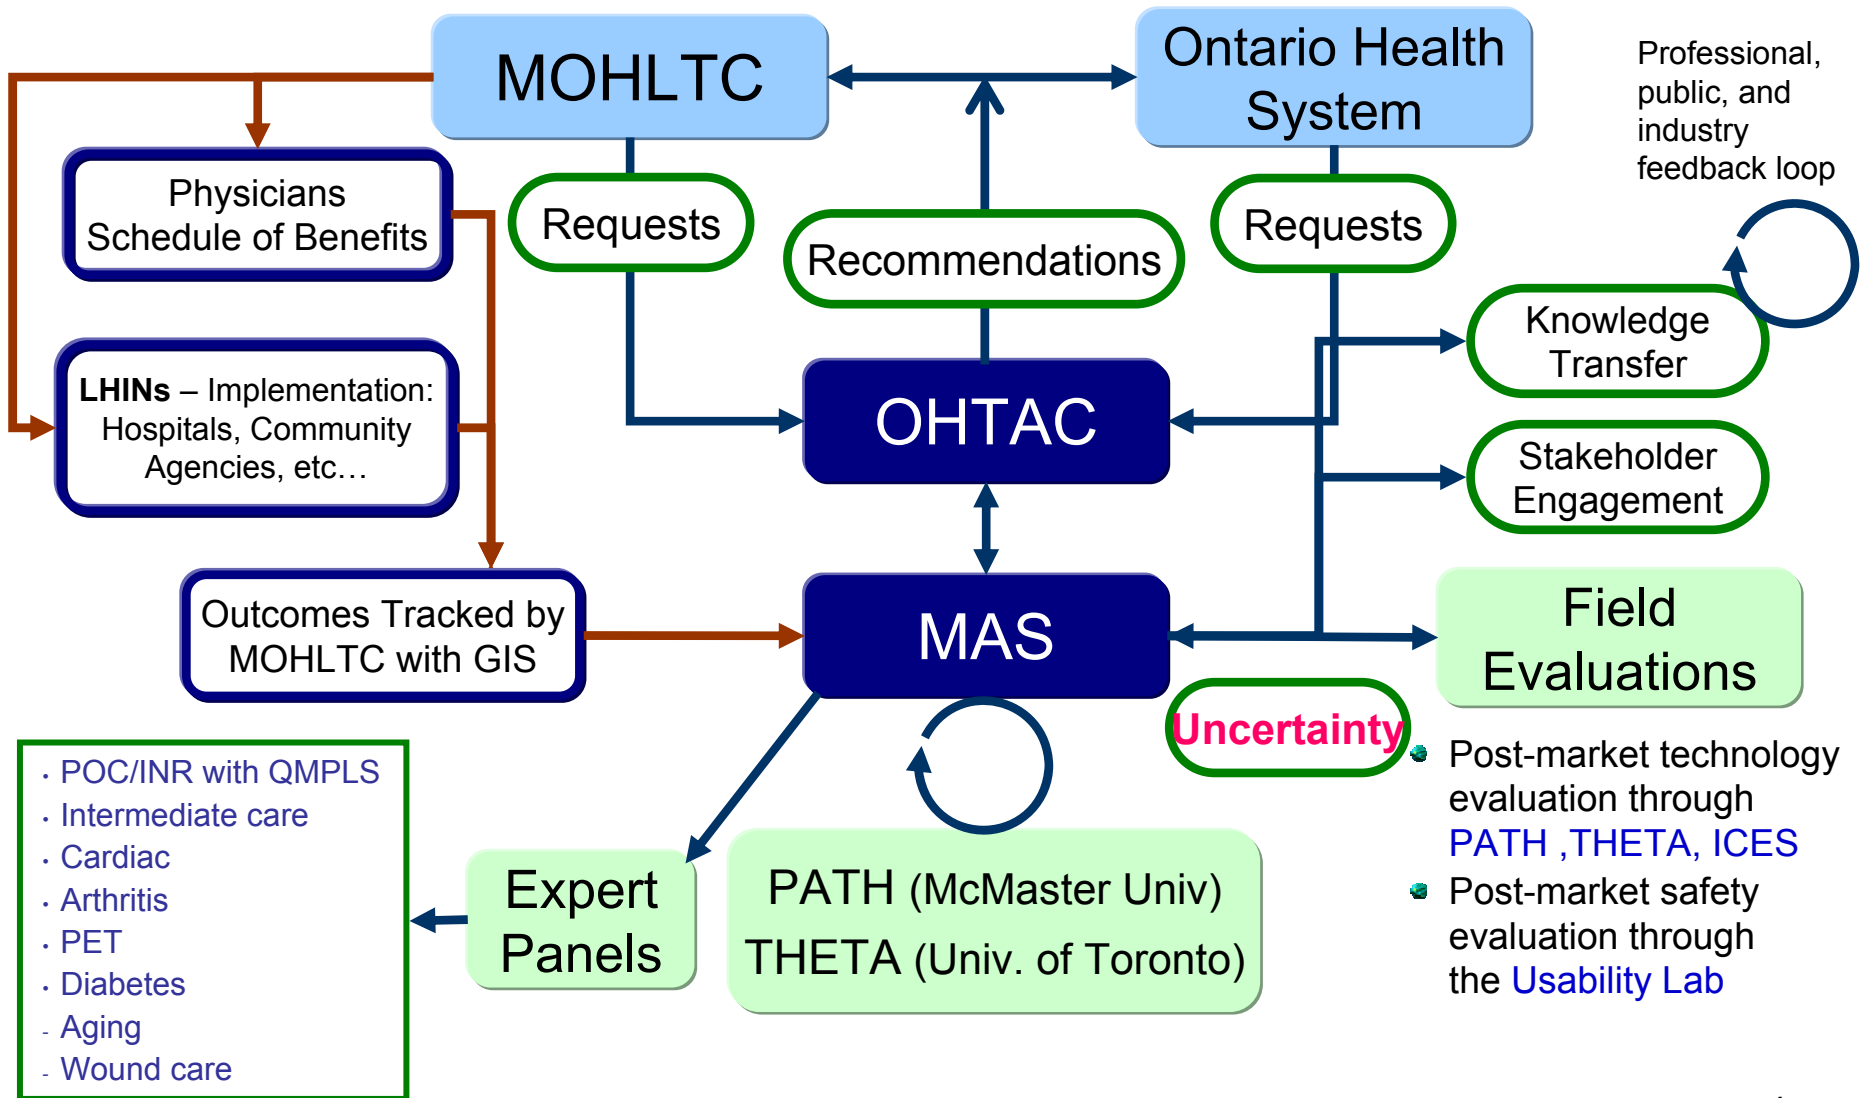 MOHLTC
Ontario Health
System
Professional,
public, and
industry
feedback loop
Physicians
Schedule of Benefits
Requests
Recommendations
Requests
Knowledge
Transfer
LHINs – Implementation:
Hospitals, Community
Agencies, etc…
OHTAC
Stakeholder
Engagement
Outcomes Tracked by
MOHLTC with GIS
MAS
Field
Evaluations
Uncertainty
• POC/INR with QMPLS
• Intermediate care
• Cardiac
• Arthritis
• PET
• Diabetes
- Aging
- Wound care
Expert
Panels
PATH (McMaster Univ)
THETA (Univ. of Toronto)
Post-market technology
evaluation through
PATH ,THETA, ICES
Post-market safety
evaluation through
the Usability Lab